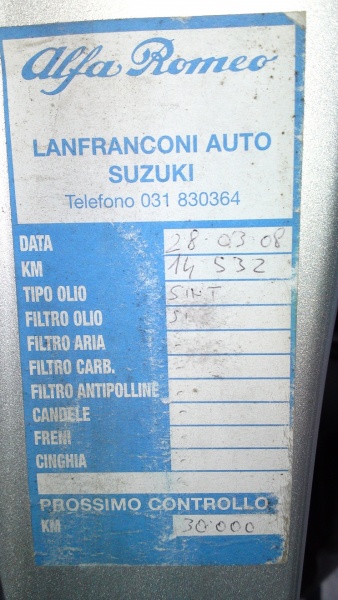 Alfa Romeo
LANFRANCONI AUTO
SUZUKI
Telefono 031 830364
DATA 28·03·08
KM 14 532
TIPO OLIO SINT
FILTRO OLIO SI
FILTRO ARIA -
FILTRO CARB. -
FILTRO ANTIPOLLINE -
CANDELE -
FRENI -
CINGHIA -
PROSSIMO CONTROLLO
KM 30·000